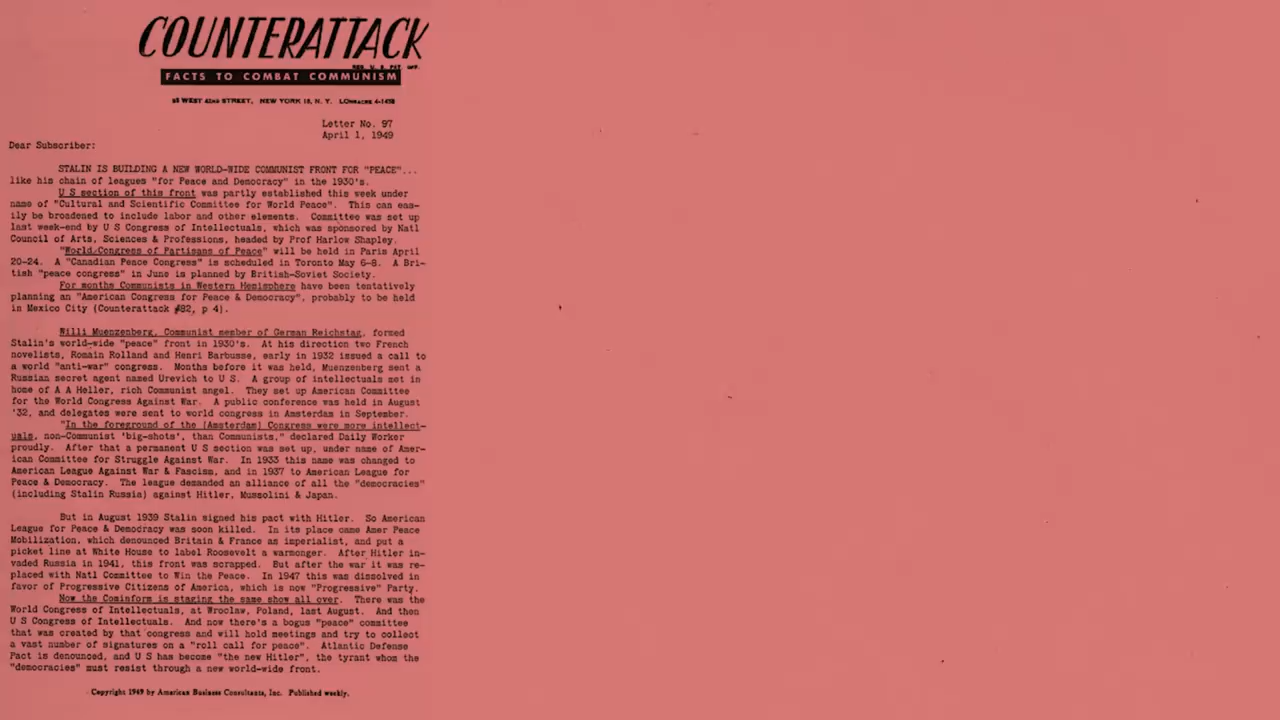 COUNTERATTACK
REG. U. S. PAT. OFF.
FACTS TO COMBAT COMMUNISM
55 WEST 42ND STREET, NEW YORK 18, N. Y. LONGACRE 4-1458
Letter No. 97
April 1, 1949
Dear Subscriber:
STALIN IS BUILDING A NEW WORLD-WIDE COMMUNIST FRONT FOR "PEACE"...
like his chain of leagues "for Peace and Democracy" in the 1930's.
U S section of this front was partly established this week under
name of "Cultural and Scientific Committee for World Peace". This can eas-
ily be broadened to include labor and other elements. Committee was set up
last week-end by U S Congress of Intellectuals, which was sponsored by Natl
Council of Arts, Sciences & Professions, headed by Prof Harlow Shapley.
"World Congress of Partisans of Peace" will be held in Paris April
20-24. A "Canadian Peace Congress" is scheduled in Toronto May 6-8. A Bri-
tish "peace congress" in June is planned by British-Soviet Society.
For months Communists in Western Hemisphere have been tentatively
planning an "American Congress for Peace & Democracy", probably to be held
in Mexico City (Counterattack #82, p 4).
Willi Muenzenberg, Communist member of German Reichstag, formed
Stalin's world-wide "peace" front in 1930's. At his direction two French
novelists, Romain Rolland and Henri Barbusse, early in 1932 issued a call to
a world "anti-war" congress. Months before it was held, Muenzenberg sent a
Russian secret agent named Urevich to U S. A group of intellectuals met in
home of A A Heller, rich Communist angel. They set up American Committee
for the World Congress Against War. A public conference was held in August
'32, and delegates were sent to world congress in Amsterdam in September.
"In the foreground of the (Amsterdam) Congress were more intellect-
uals, non-Communist 'big-shots', than Communists," declared Daily Worker
proudly. After that a permanent U S section was set up, under name of Amer-
ican Committee for Struggle Against War. In 1933 this name was changed to
American League Against War & Fascism, and in 1937 to American League for
Peace & Democracy. The league demanded an alliance of all the "democracies"
(including Stalin Russia) against Hitler, Mussolini & Japan.
But in August 1939 Stalin signed his pact with Hitler. So American
League for Peace & Democracy was soon killed. In its place came Amer Peace
Mobilization, which denounced Britain & France as imperialist, and put a
picket line at White House to label Roosevelt a warmonger. After Hitler in-
vaded Russia in 1941, this front was scrapped. But after the war it was re-
placed with Natl Committee to Win the Peace. In 1947 this was dissolved in
favor of Progressive Citizens of America, which is now "Progressive" Party.
Now the Cominform is staging the same show all over. There was the
World Congress of Intellectuals, at Wroclaw, Poland, last August. And then
U S Congress of Intellectuals. And now there's a bogus "peace" committee
that was created by that congress and will hold meetings and try to collect
a vast number of signatures on a "roll call for peace". Atlantic Defense
Pact is denounced, and U S has become "the new Hitler", the tyrant whom the
"democracies" must resist through a new world-wide front.
Copyright 1949 by American Business Consultants, Inc. Published weekly.